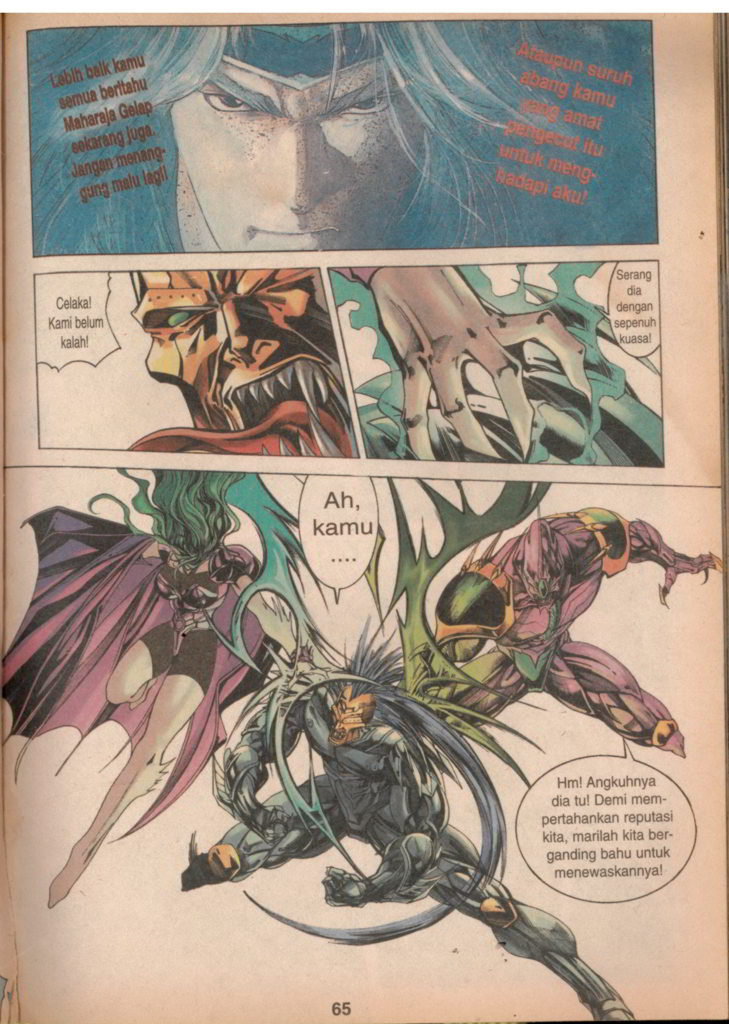 Lebih baik kamu
semua beritahu
Maharaja Gelap
sekarang juga.
Jangan menang-
gung malu lagi!
Ataupun suruh
abang kamu
yang amat
pengecut itu
untuk meng-
hadapi aku!
Celaka!
Kami belum
kalah!
Serang
dia
dengan
sepenuh
kuasa!
Ah,
kamu
....
Hm! Angkuhnya
dia tu! Demi mem-
pertahankan reputasi
kita, marilah kita ber-
ganding bahu untuk
menewaskannya!
65